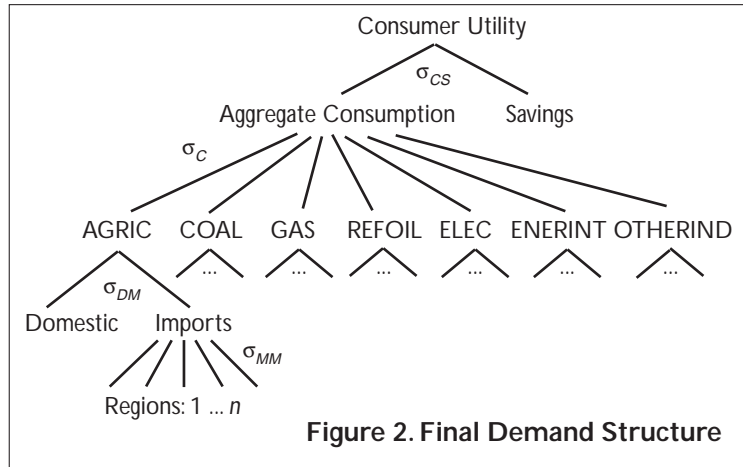 Consumer Utility
σCS
Aggregate Consumption Savings
σC
AGRIC COAL GAS REFOIL ELEC ENERINT OTHERIND
... ... ... ... ... ...
σDM
Domestic Imports
σMM
Regions: 1 ... n
Figure 2. Final Demand Structure